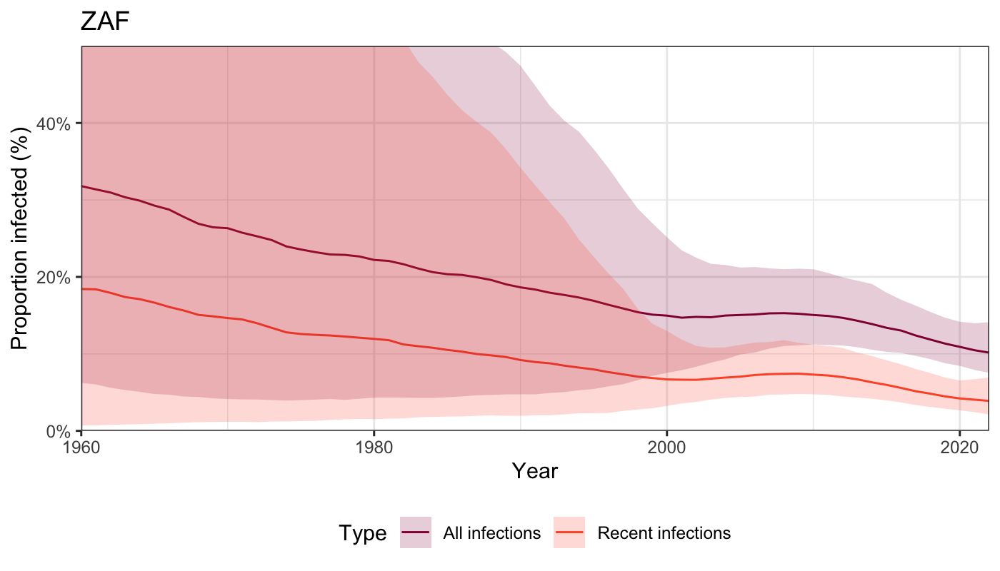 ZAF
Proportion infected (%)
40%
20%
0%
1960 1980 2000 2020
Year
Type All infections Recent infections